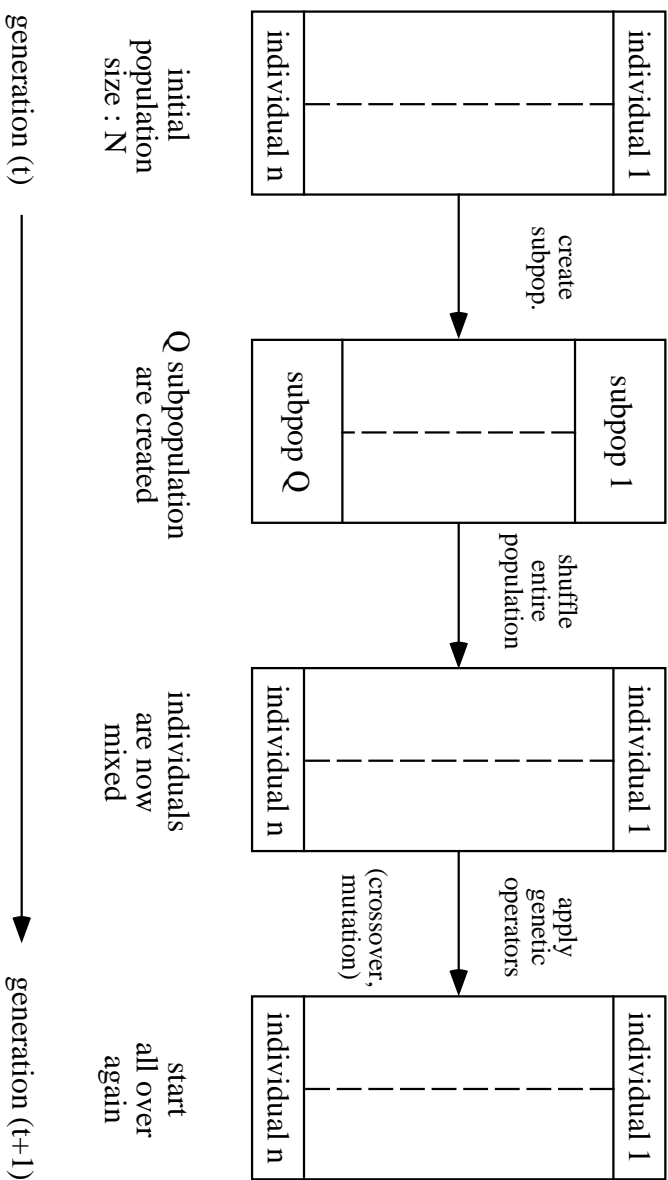 individual 1
individual n
create
subpop.
subpop 1
subpop Q
shuffle
entire
population
individual 1
individual n
apply
genetic
operators
(crossover,
mutation)
individual 1
individual n
initial
population
size : N
Q subpopulation
are created
individuals
are now
mixed
start
all over
again
generation (t)
generation (t+1)